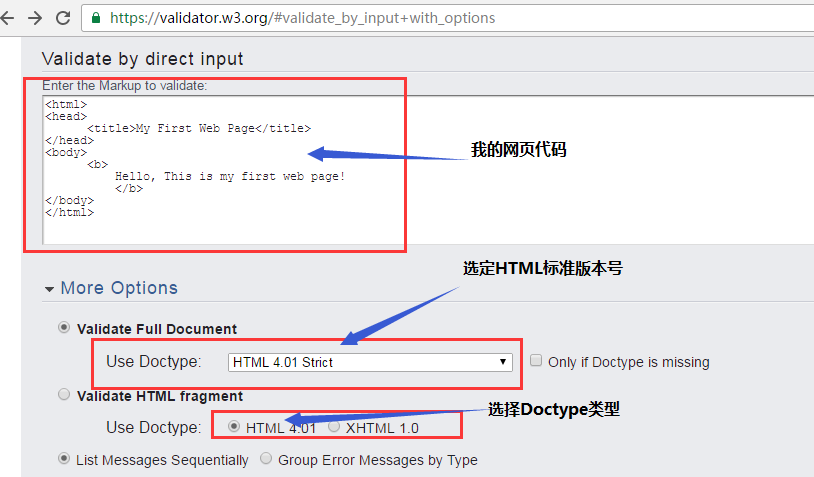 https://validator.w3.org/#validate_by_input+with_options
Validate by direct input
Enter the Markup to validate:
<html>
<head>
<title>My First Web Page</title>
</head>
<body>
<b>
Hello, This is my first web page!
</b>
</body>
</html>
我的网页代码
选定HTML标准版本号
More Options
Validate Full Document
Use Doctype: HTML 4.01 Strict Only if Doctype is missing
Validate HTML fragment
选择Doctype类型
Use Doctype: HTML 4.01 XHTML 1.0
List Messages Sequentially Group Error Messages by Type